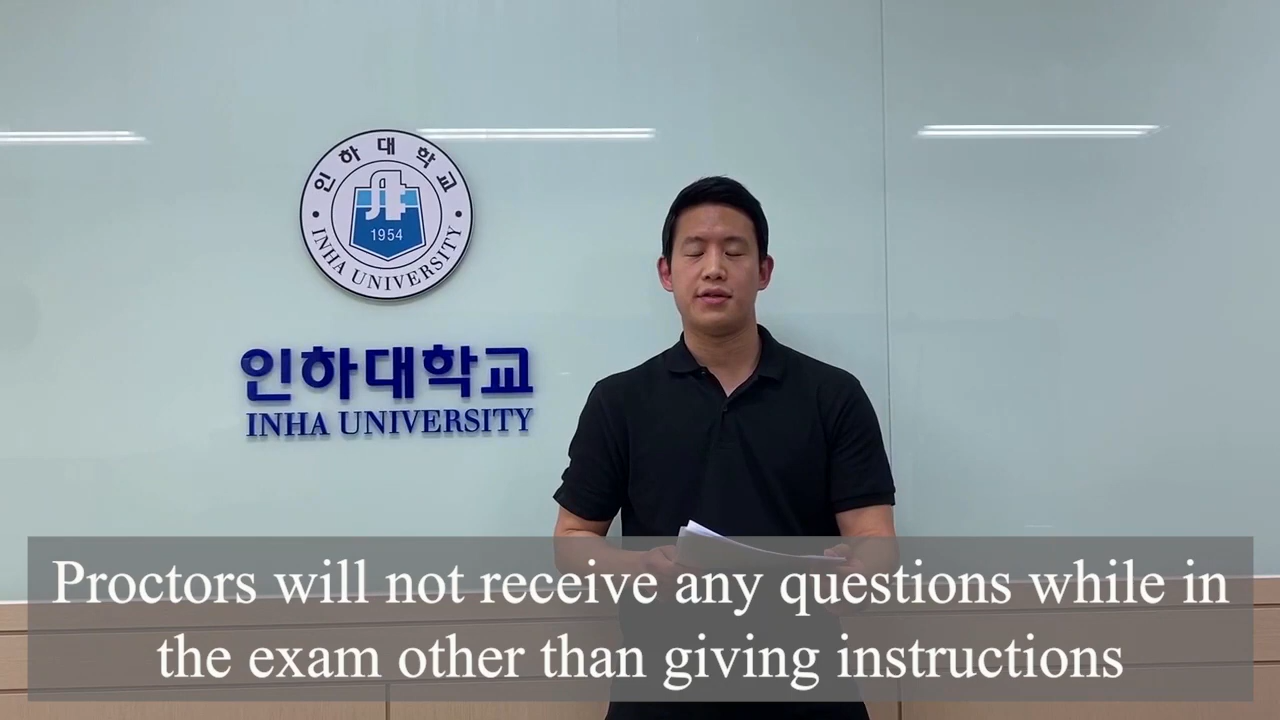 인하대학교
1954
INHA UNIVERSITY
인하대학교
INHA UNIVERSITY
Proctors will not receive any questions while in
the exam other than giving instructions